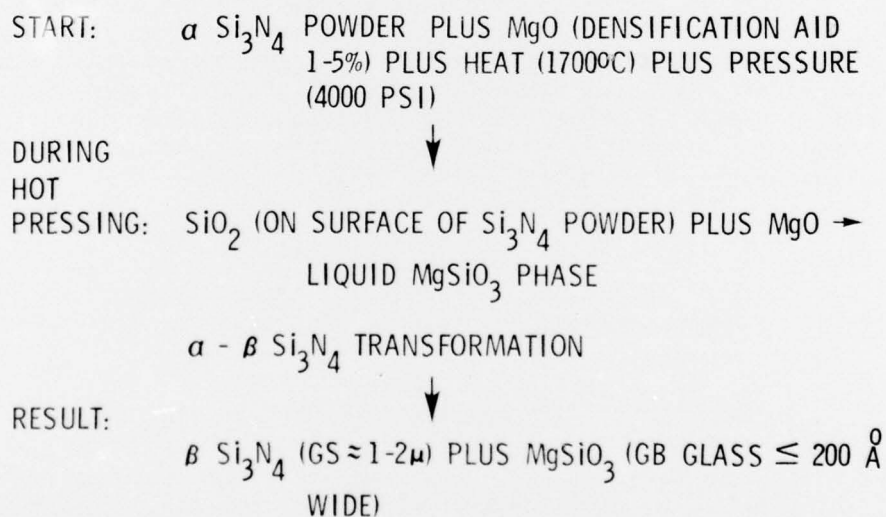 START: α Si₃N₄ POWDER PLUS MgO (DENSIFICATION AID
1-5%) PLUS HEAT (1700ºC) PLUS PRESSURE
(4000 PSI)
↓
DURING
HOT
PRESSING: SiO₂ (ON SURFACE OF Si₃N₄ POWDER) PLUS MgO →
LIQUID MgSiO₃ PHASE
α - β Si₃N₄ TRANSFORMATION
↓
RESULT:
β Si₃N₄ (GS ≈ 1-2μ) PLUS MgSiO₃ (GB GLASS ≤ 200 Å
WIDE)